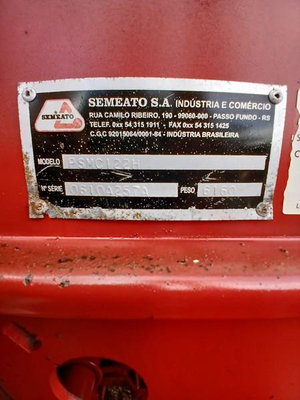 SEMEATO
SEMEATO S.A. INDÚSTRIA E COMÉRCIO
RUA CAMILO RIBEIRO, 190 - 99060-000 - PASSO FUNDO - RS
TELEF. 0xx 54 315 1911 - FAX 0xx 54 315 1425
C.G.C 92015064/0001-84 - INDÚSTRIA BRASILEIRA
MODELO
Nº SÉRIE
PESO